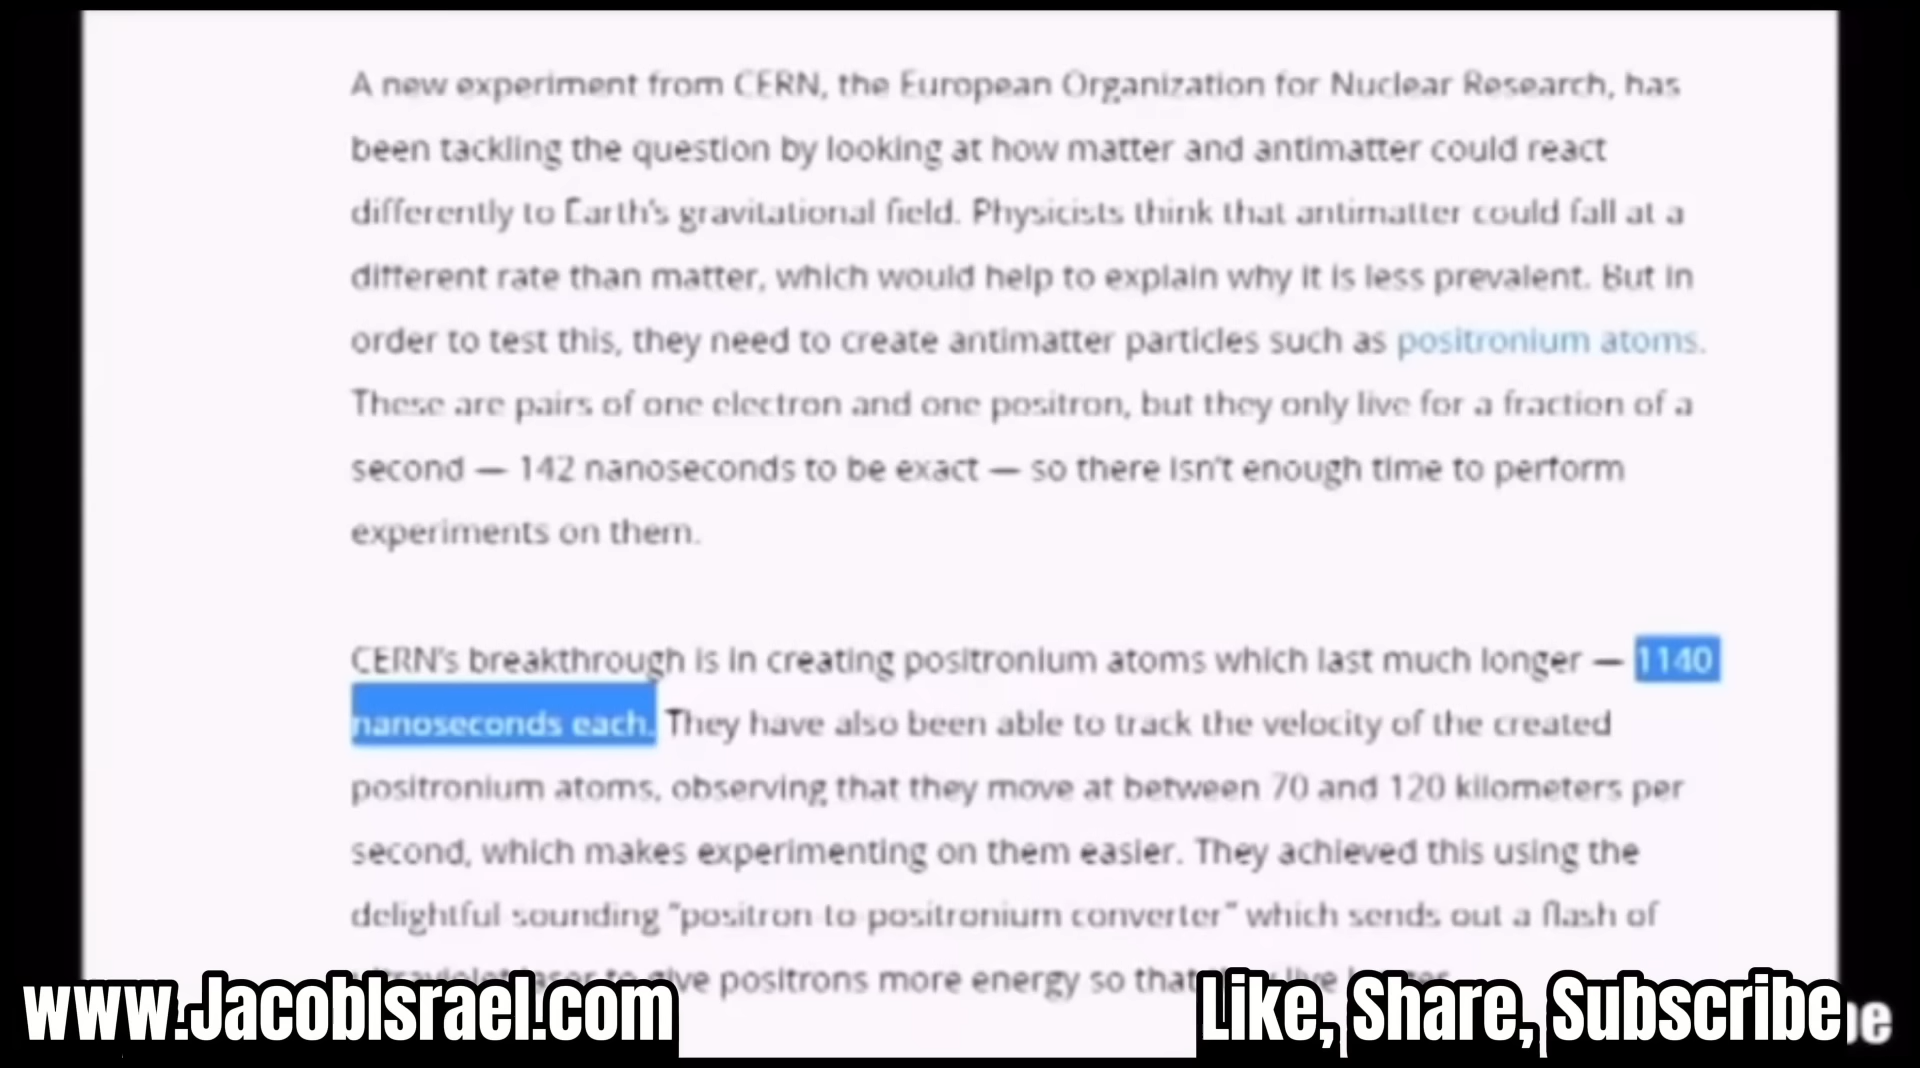 A new experiment from CERN, the European Organization for Nuclear Research, has
been tackling the question by looking at how matter and antimatter could react
differently to Earth's gravitational field. Physicists think that antimatter could fall at a
different rate than matter, which would help to explain why it is less prevalent. But in
order to test this, they need to create antimatter particles such as positronium atoms.
These are pairs of one electron and one positron, but they only live for a fraction of a
second — 142 nanoseconds to be exact — so there isn't enough time to perform
experiments on them.
CERN's breakthrough is in creating positronium atoms which last much longer — 1140
nanoseconds each. They have also been able to track the velocity of the created
positronium atoms, observing that they move at between 70 and 120 kilometers per
second, which makes experimenting on them easier. They achieved this using the
delightful sounding "positron to positronium converter" which sends out a flash of
laser to give positrons more energy so that they live
www.JacobIsrael.com
Like, Share, Subscribe